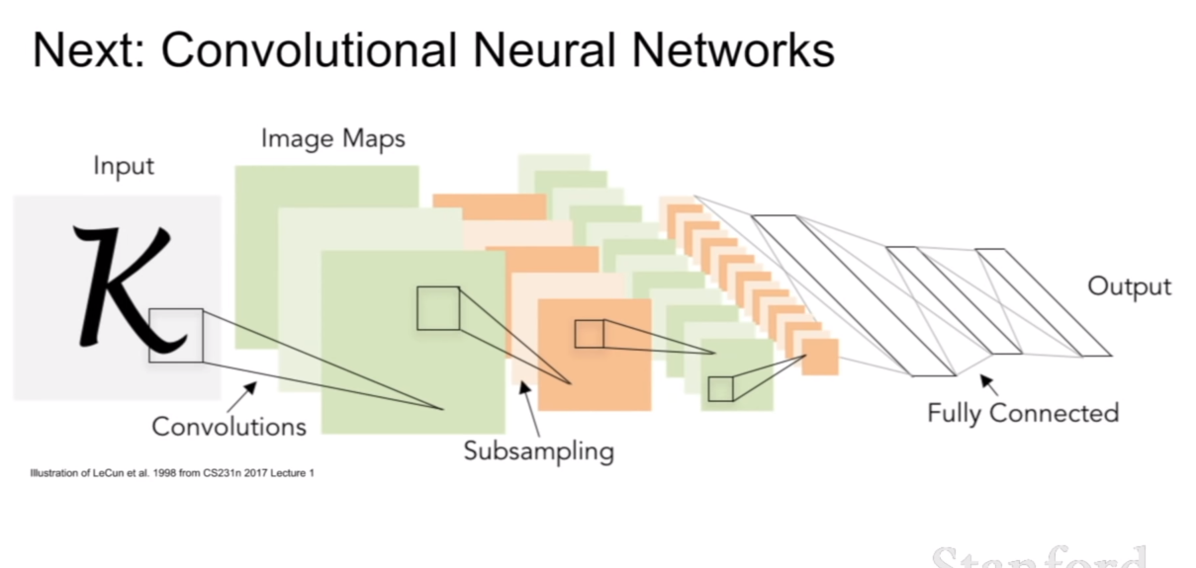 Next: Convolutional Neural Networks
Image Maps
Input
K
Output
Convolutions
Fully Connected
Subsampling
Illustration of LeCun et al. 1998 from CS231n 2017 Lecture 1
Stanford